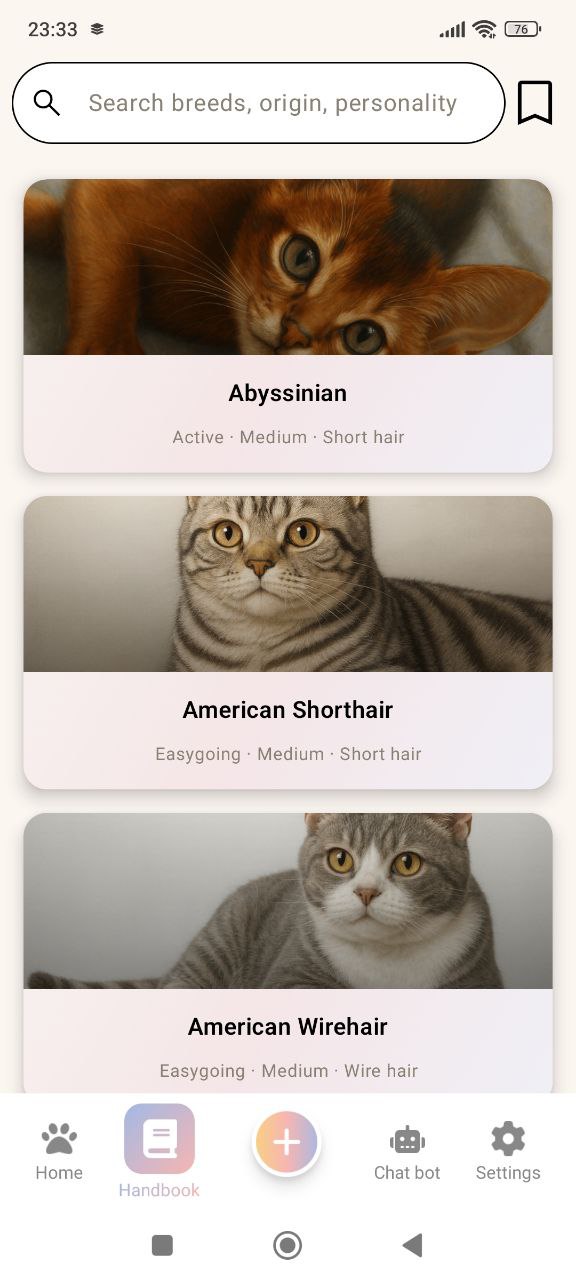 23:33
76
Search breeds, origin, personality
Abyssinian
Active · Medium · Short hair
American Shorthair
Easygoing · Medium · Short hair
American Wirehair
Easygoing · Medium · Wire hair
Home
Handbook
Chat bot
Settings